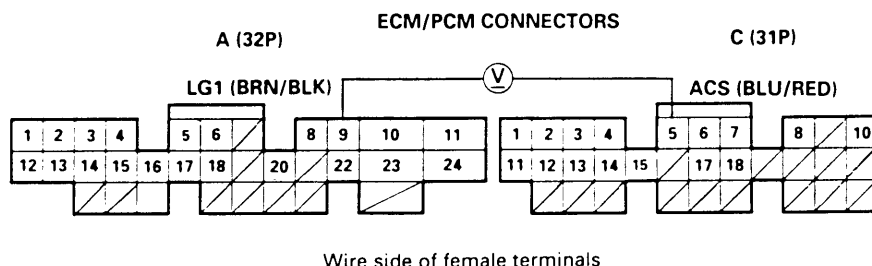 ECM/PCM CONNECTORS
A (32P) C (31P)
V
LG1 (BRN/BLK) ACS (BLU/RED)
1 2 3 4 5 6 8 9 10 11 1 2 3 4 5 6 7 8 10
12 13 14 15 16 17 18 20 22 23 24 11 12 13 14 15 17 18
Wire side of female terminals